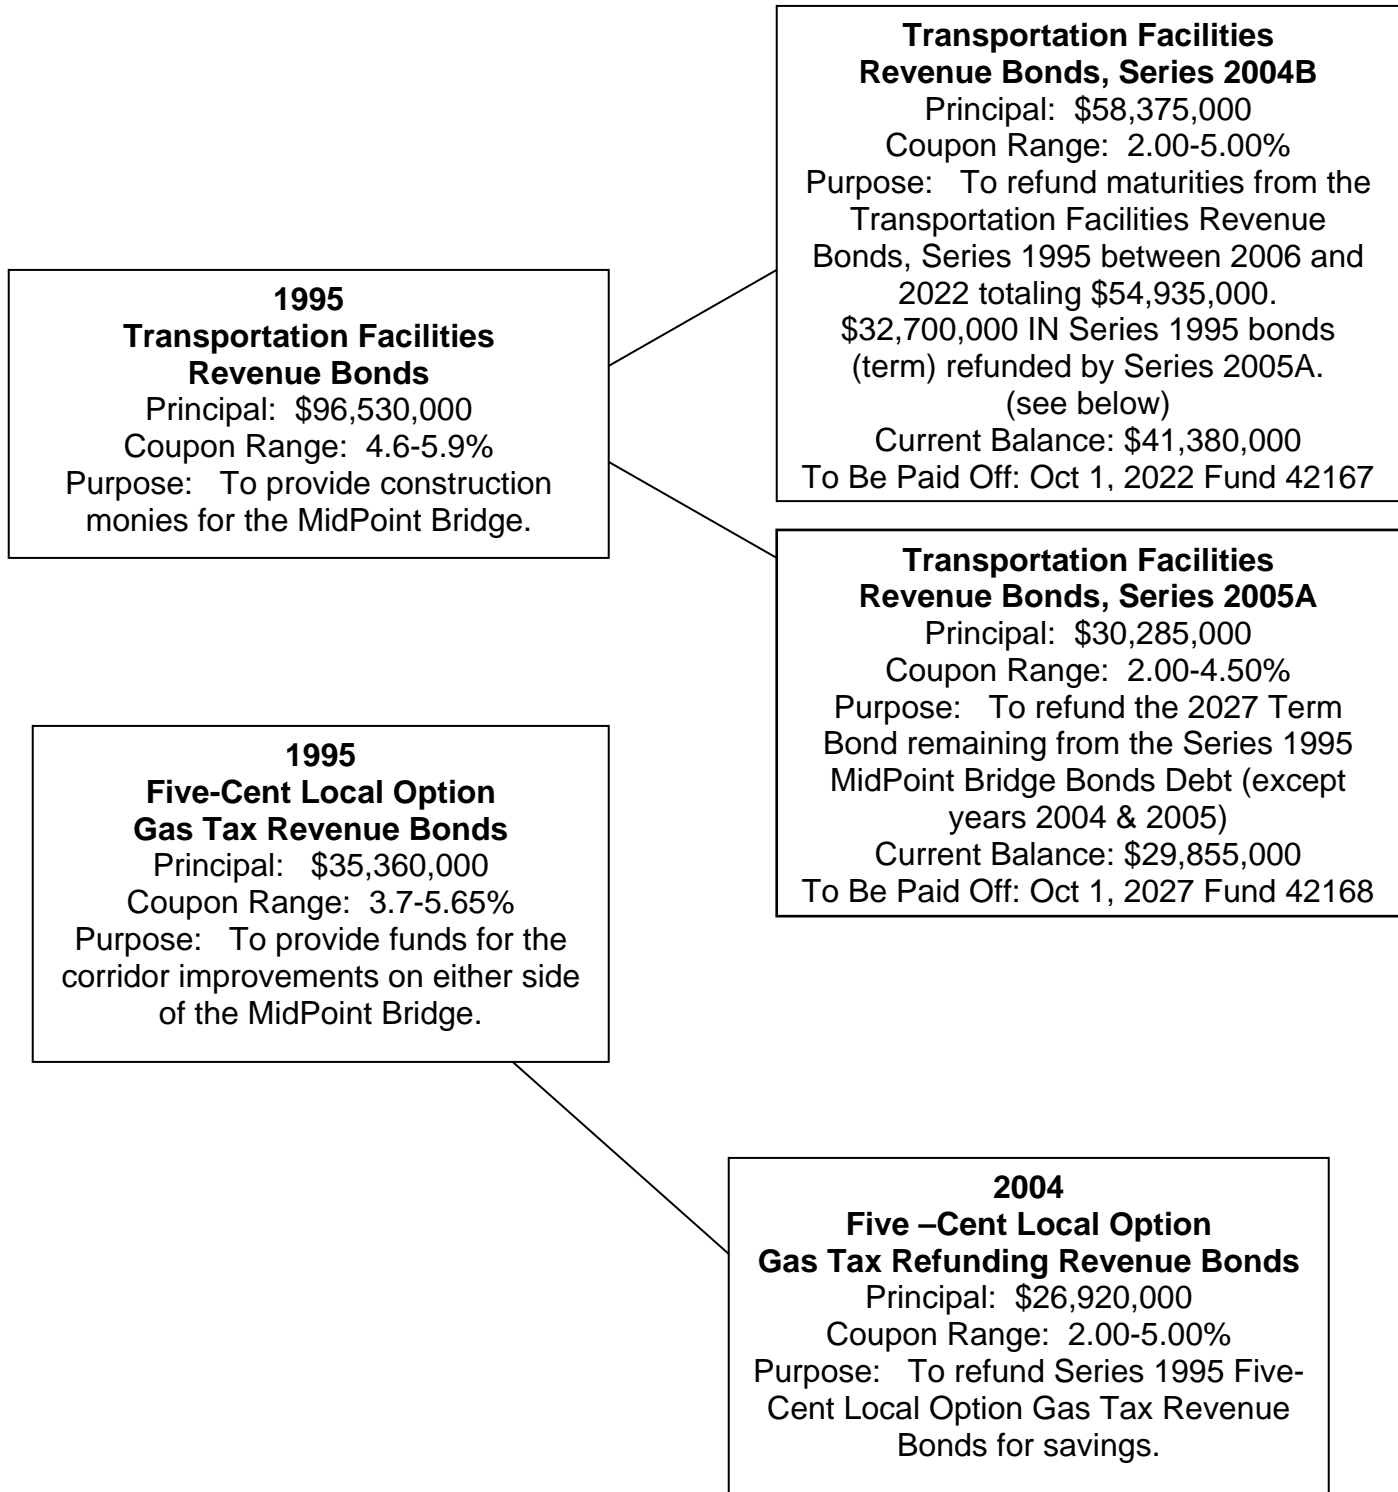 Transportation Facilities
Revenue Bonds, Series 2004B
Principal: $58,375,000
Coupon Range: 2.00-5.00%
Purpose: To refund maturities from the
Transportation Facilities Revenue
Bonds, Series 1995 between 2006 and
2022 totaling $54,935,000.
$32,700,000 IN Series 1995 bonds
(term) refunded by Series 2005A.
(see below)
Current Balance: $41,380,000
To Be Paid Off: Oct 1, 2022 Fund 42167
1995
Transportation Facilities
Revenue Bonds
Principal: $96,530,000
Coupon Range: 4.6-5.9%
Purpose: To provide construction
monies for the MidPoint Bridge.
Transportation Facilities
Revenue Bonds, Series 2005A
Principal: $30,285,000
Coupon Range: 2.00-4.50%
Purpose: To refund the 2027 Term
Bond remaining from the Series 1995
MidPoint Bridge Bonds Debt (except
years 2004 & 2005)
Current Balance: $29,855,000
To Be Paid Off: Oct 1, 2027 Fund 42168
1995
Five-Cent Local Option
Gas Tax Revenue Bonds
Principal: $35,360,000
Coupon Range: 3.7-5.65%
Purpose: To provide funds for the
corridor improvements on either side
of the MidPoint Bridge.
2004
Five –Cent Local Option
Gas Tax Refunding Revenue Bonds
Principal: $26,920,000
Coupon Range: 2.00-5.00%
Purpose: To refund Series 1995 Five-
Cent Local Option Gas Tax Revenue
Bonds for savings.